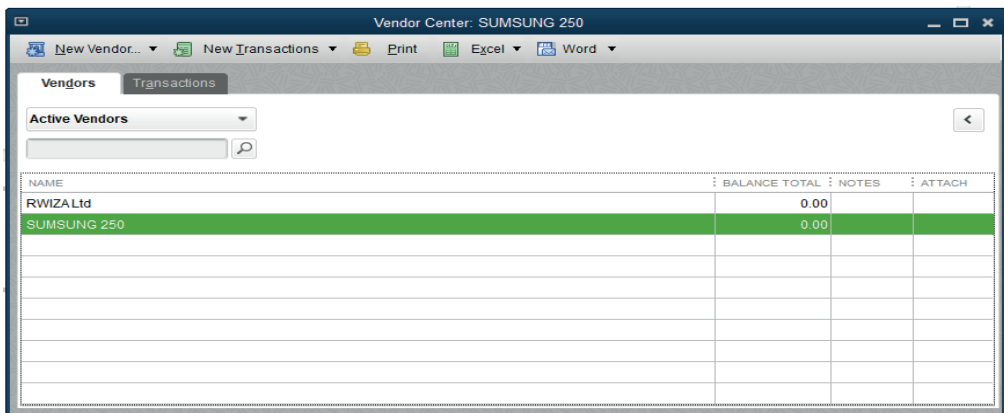 Vendor Center: SUMSUNG 250
New Vendor... New Transactions Print Excel Word
Vendors Transactions
Active Vendors
NAME BALANCE TOTAL NOTES ATTACH
RWIZA Ltd 0.00
SUMSUNG 250 0.00